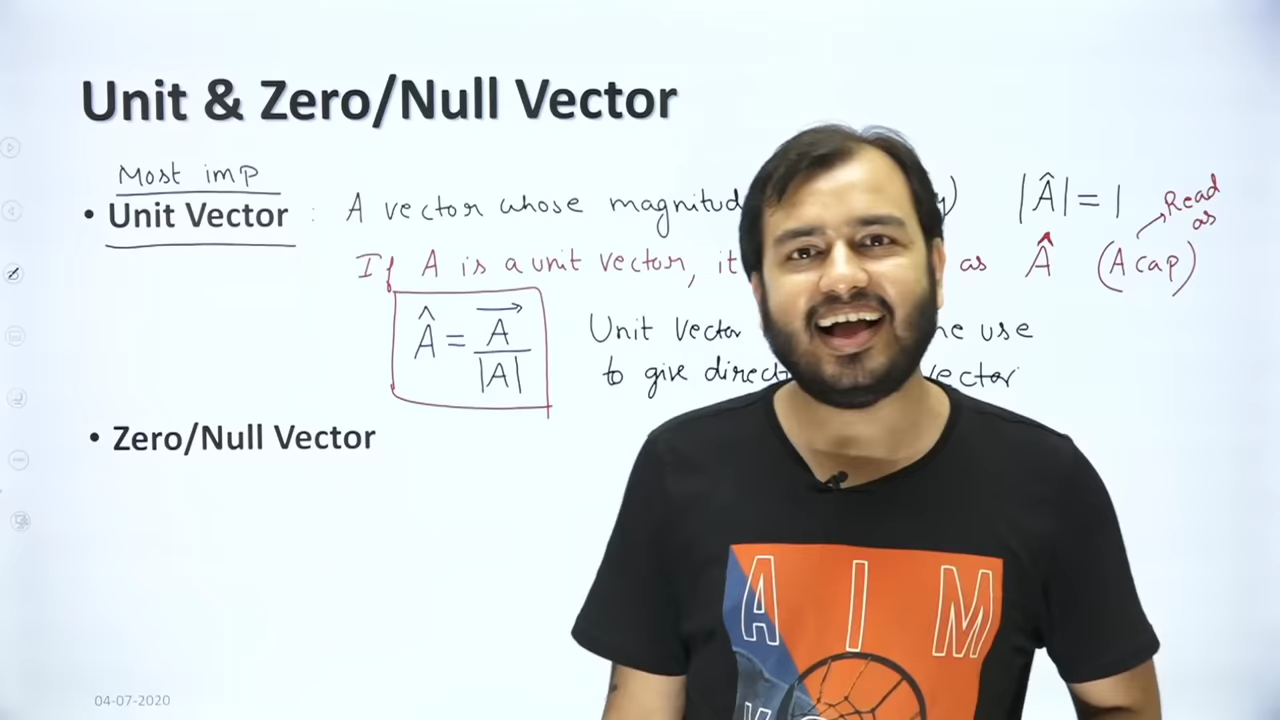 Unit & Zero/Null Vector
Most imp
• Unit Vector : A vector whose magnitud y) |Â| = 1 Read as
If A is a unit vector, it as Â (A cap)
Â = A⃗ / |A| Unit Vector use
to give direct vector
• Zero/Null Vector
A I M
04-07-2020